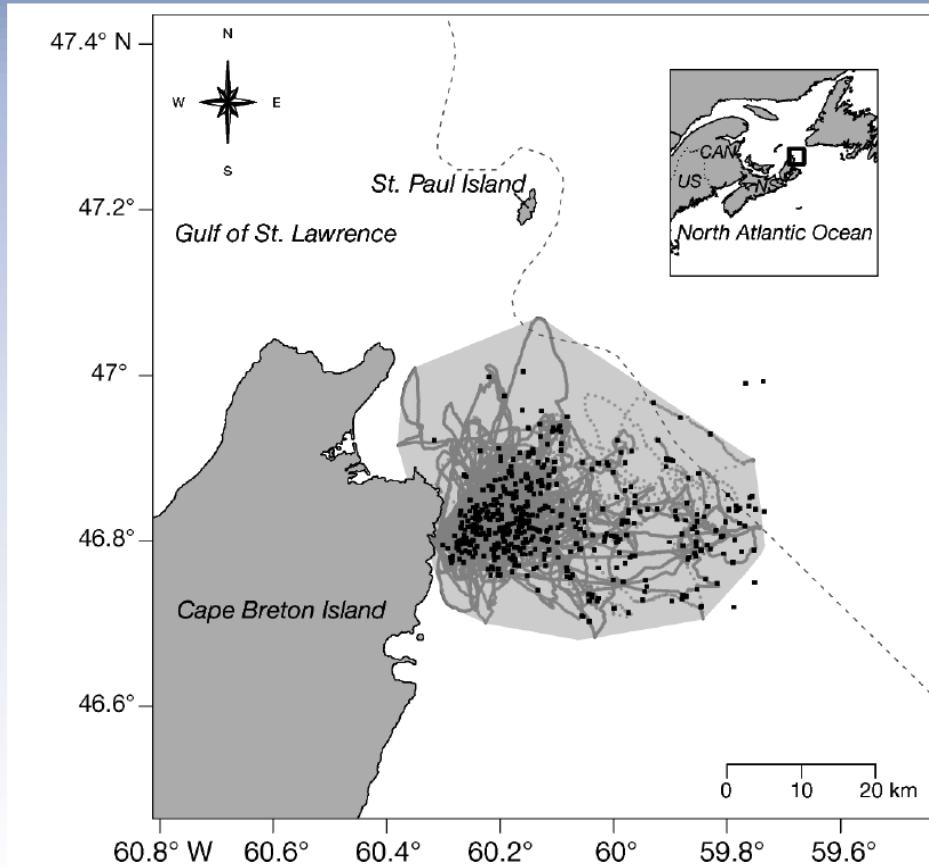 47.4° N
N
W
E
S
St. Paul Island
47.2°
Gulf of St. Lawrence
CAN
US
NS
North Atlantic Ocean
47°
46.8°
Cape Breton Island
46.6°
0 10 20 km
60.8° W 60.6° 60.4° 60.2° 60° 59.8° 59.6°